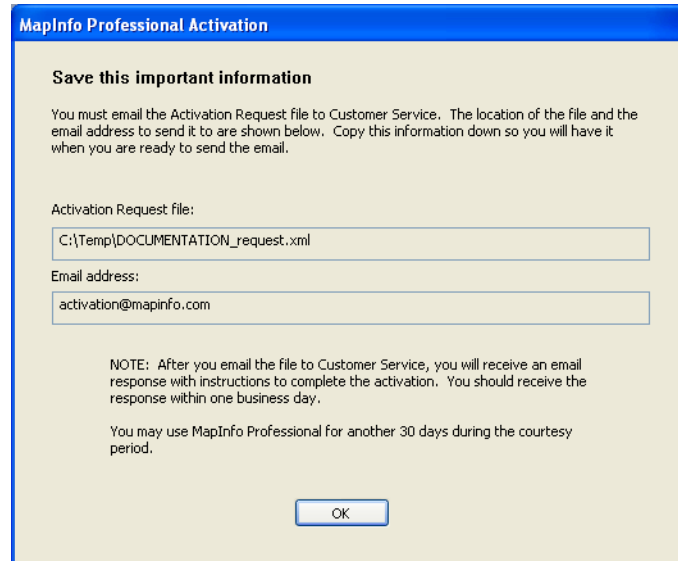 MapInfo Professional Activation
Save this important information
You must email the Activation Request file to Customer Service. The location of the file and the
email address to send it to are shown below. Copy this information down so you will have it
when you are ready to send the email.
Activation Request file:
C:\Temp\DOCUMENTATION_request.xml
Email address:
activation@mapinfo.com
NOTE: After you email the file to Customer Service, you will receive an email
response with instructions to complete the activation. You should receive the
response within one business day.
You may use MapInfo Professional for another 30 days during the courtesy
period.
OK